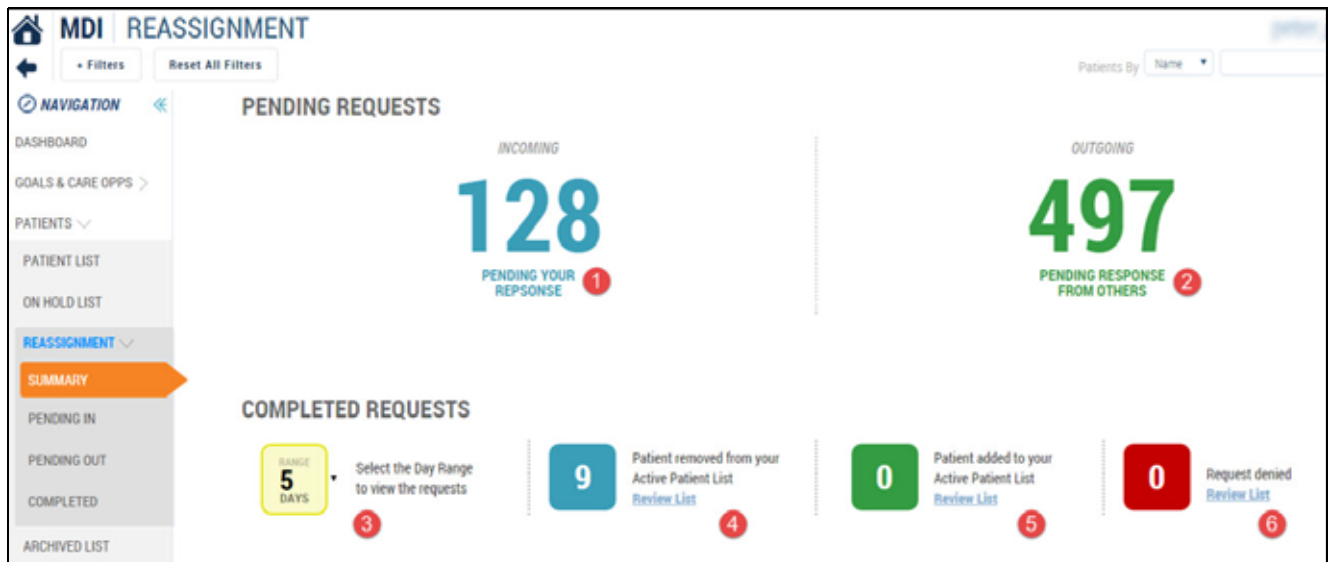 MDI | REASSIGNMENT
+ Filters Reset All Filters Patients By Name
NAVIGATION
DASHBOARD
GOALS & CARE OPPS
PATIENTS
PATIENT LIST
ON HOLD LIST
REASSIGNMENT
SUMMARY
PENDING IN
PENDING OUT
COMPLETED
ARCHIVED LIST
PENDING REQUESTS
INCOMING
128
PENDING YOUR
REPSONSE
1
OUTGOING
497
PENDING RESPONSE
FROM OTHERS
2
COMPLETED REQUESTS
RANGE
5
DAYS
Select the Day Range
to view the requests
3
9
Patient removed from your
Active Patient List
Review List
4
0
Patient added to your
Active Patient List
Review List
5
0
Request denied
Review List
6